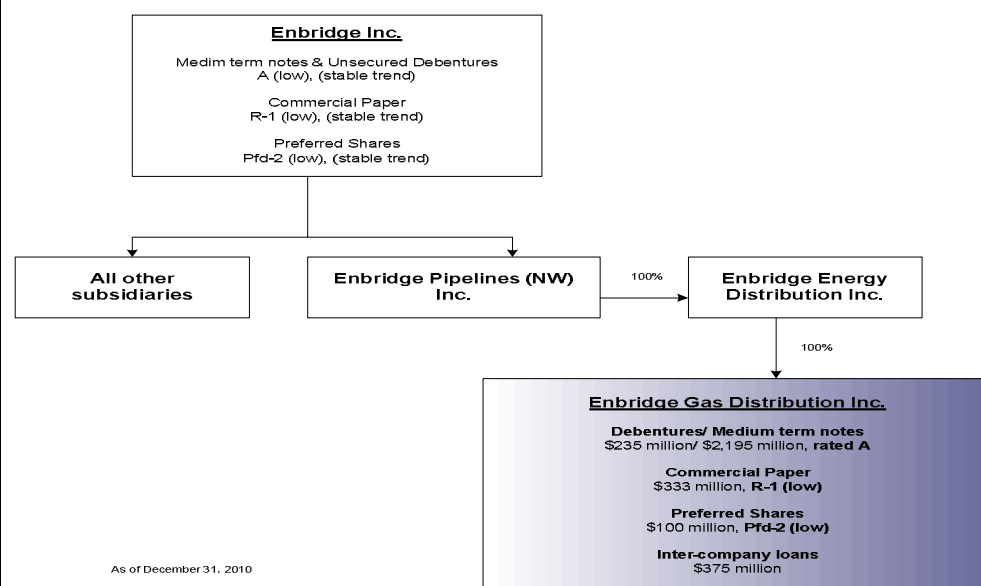 Enbridge Inc.
Medim term notes & Unsecured Debentures
A (low), (stable trend)
Commercial Paper
R-1 (low), (stable trend)
Preferred Shares
Pfd-2 (low), (stable trend)
All other
subsidiaries
Enbridge Pipelines (NW)
Inc.
100%
Enbridge Energy
Distribution Inc.
100%
Enbridge Gas Distribution Inc.
Debentures/ Medium term notes
$235 million/ $2,195 million, rated A
Commercial Paper
$333 million, R-1 (low)
Preferred Shares
$100 million, Pfd-2 (low)
Inter-company loans
$375 million
As of December 31, 2010